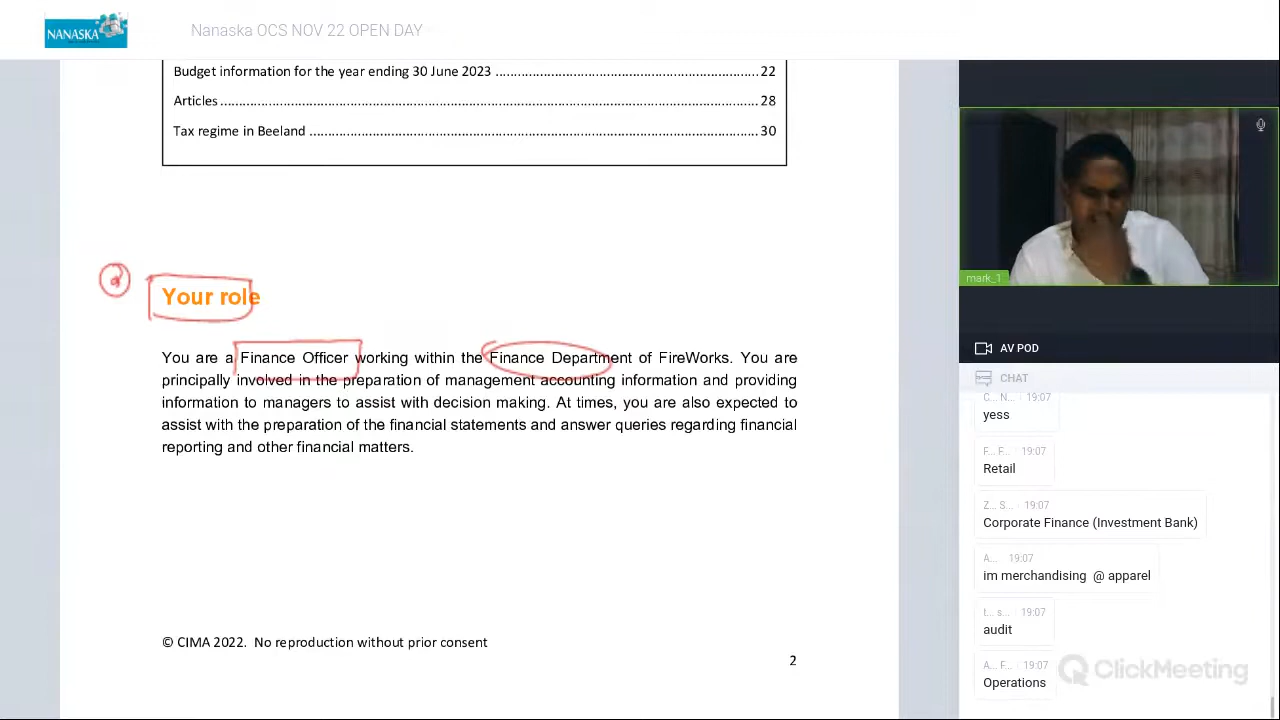 NANASKA
Nanaska OCS NOV 22 OPEN DAY
Budget information for the year ending 30 June 2023 ........................................................................22
Articles ........................................................................28
Tax regime in Beeland ........................................................................30
Your role
You are a Finance Officer working within the Finance Department of FireWorks. You are
principally involved in the preparation of management accounting information and providing
information to managers to assist with decision making. At times, you are also expected to
assist with the preparation of the financial statements and answer queries regarding financial
reporting and other financial matters.
© CIMA 2022. No reproduction without prior consent
2
mark_1
AV POD
CHAT
C... N... 19:07
yess
F... F... 19:07
Retail
Z... S... 19:07
Corporate Finance (Investment Bank)
A... 19:07
im merchandising @ apparel
t... s... 19:07
audit
A... F... 19:07
Operations
ClickMeeting